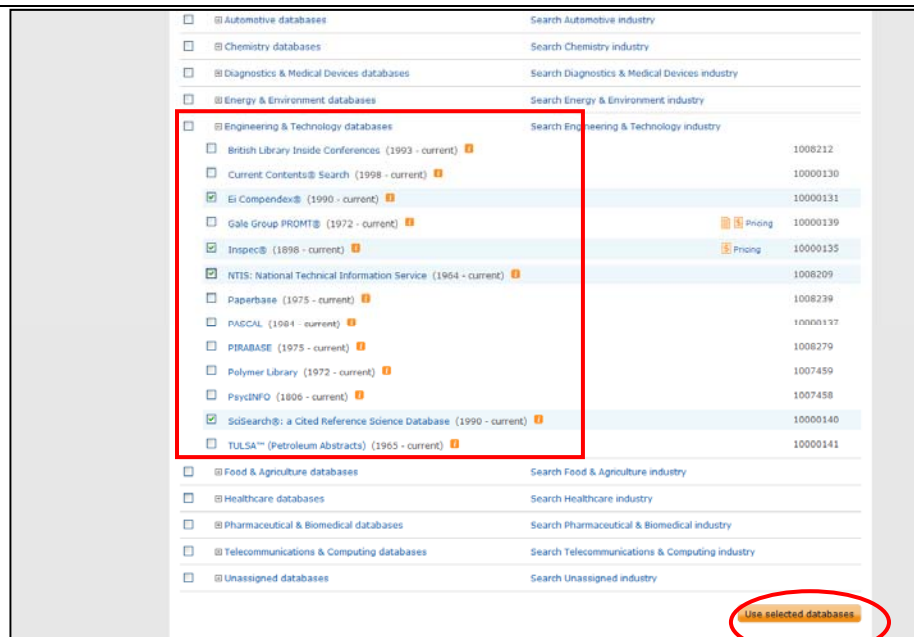 Automotive databases Search Automotive industry
Chemistry databases Search Chemistry industry
Diagnostics & Medical Devices databases Search Diagnostics & Medical Devices industry
Energy & Environment databases Search Energy & Environment industry
Engineering & Technology databases Search Engineering & Technology industry
British Library Inside Conferences (1993 - current) i 1008212
Current Contents® Search (1998 - current) i 10000130
Ei Compendex® (1990 - current) i 10000131
Gale Group PROMT® (1972 - current) i $ Pricing 10000139
Inspec® (1898 - current) i $ Pricing 10000135
NTIS: National Technical Information Service (1964 - current) i 1008209
Paperbase (1975 - current) i 1008239
PASCAL (1984 - current) i 10000137
PIRABASE (1975 - current) i 1008279
Polymer Library (1972 - current) i 1007459
PsycINFO (1806 - current) i 1007458
SciSearch®: a Cited Reference Science Database (1990 - current) i 10000140
TULSA™ (Petroleum Abstracts) (1965 - current) i 10000141
Food & Agriculture databases Search Food & Agriculture industry
Healthcare databases Search Healthcare industry
Pharmaceutical & Biomedical databases Search Pharmaceutical & Biomedical industry
Telecommunications & Computing databases Search Telecommunications & Computing industry
Unassigned databases Search Unassigned industry
Use selected databases